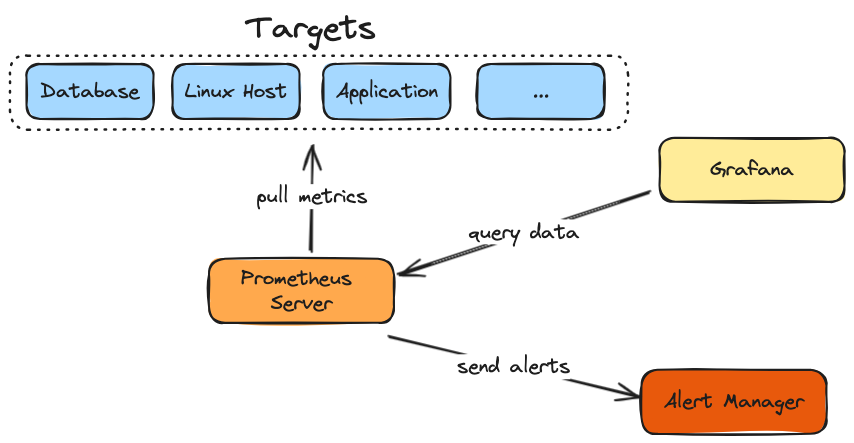 Targets
Database
Linux Host
Application
...
Grafana
pull metrics
query data
Prometheus
Server
send alerts
Alert Manager